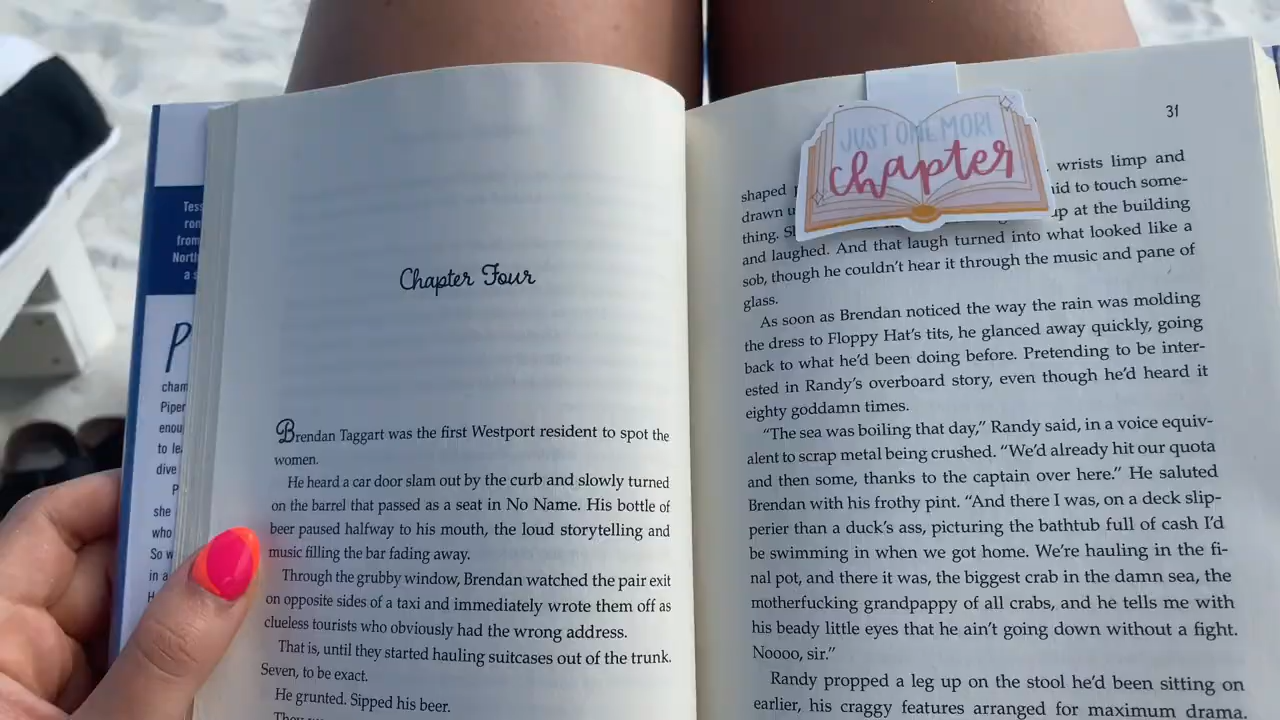 Tess
from
North
a s
P
cham
Piper
enou
to le
dive
P
she
who
So w
in a
H
Chapter Four
Brendan Taggart was the first Westport resident to spot the
women.
He heard a car door slam out by the curb and slowly turned
on the barrel that passed as a seat in No Name. His bottle of
beer paused halfway to his mouth, the loud storytelling and
music filling the bar fading away.
Through the grubby window, Brendan watched the pair exit
on opposite sides of a taxi and immediately wrote them off as
clueless tourists who obviously had the wrong address.
That is, until they started hauling suitcases out of the trunk.
Seven, to be exact.
He grunted. Sipped his beer.
JUST ONE MORE
chapter
31
shaped wrists limp and
drawn to touch some-
thing. up at the building
and laughed. And that laugh turned into what looked like a
sob, though he couldn't hear it through the music and pane of
glass.
As soon as Brendan noticed the way the rain was molding
the dress to Floppy Hat's tits, he glanced away quickly, going
back to what he'd been doing before. Pretending to be inter-
ested in Randy's overboard story, even though he'd heard it
eighty goddamn times.
"The sea was boiling that day," Randy said, in a voice equiv-
alent to scrap metal being crushed. "We'd already hit our quota
and then some, thanks to the captain over here." He saluted
Brendan with his frothy pint. "And there I was, on a deck slip-
perier than a duck's ass, picturing the bathtub full of cash I'd
be swimming in when we got home. We're hauling in the fi-
nal pot, and there it was, the biggest crab in the damn sea, the
motherfucking grandpappy of all crabs, and he tells me with
his beady little eyes that he ain't going down without a fight.
Noooo, sir."
Randy propped a leg up on the stool he'd been sitting on
earlier, his craggy features arranged for maximum drama.